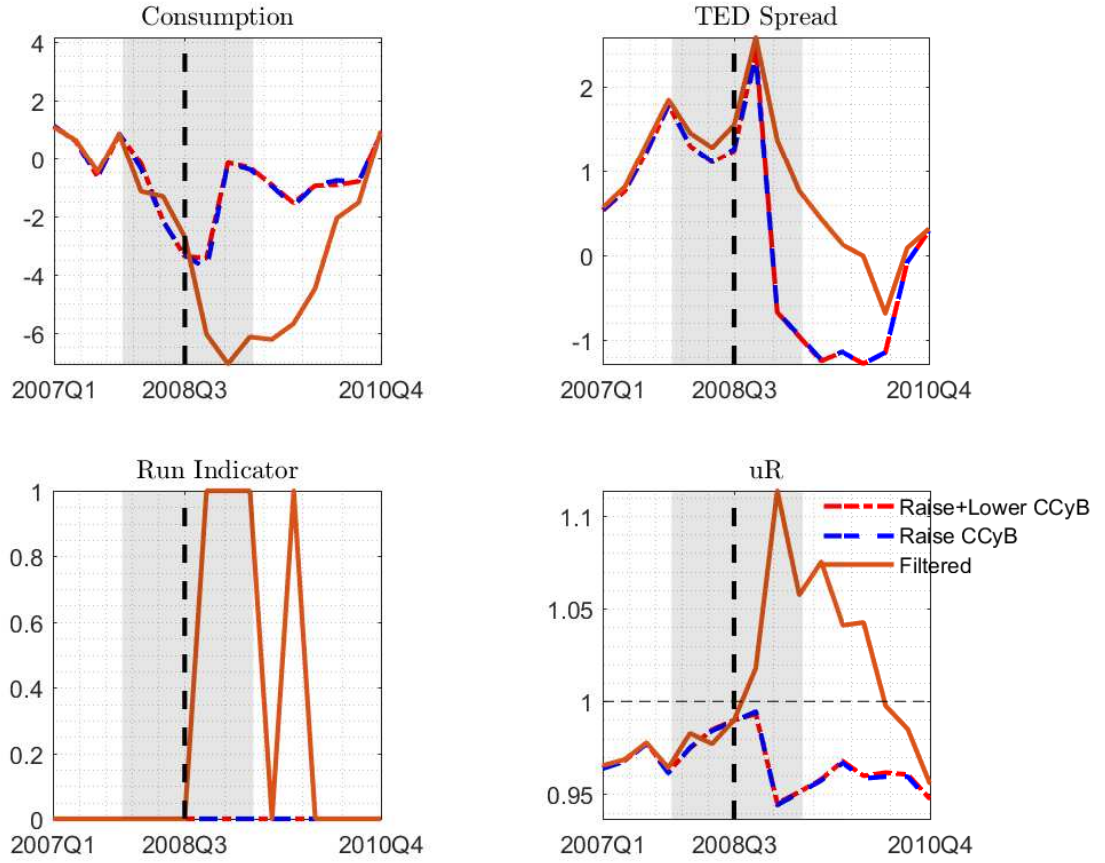 Consumption
4
2
0
-2
-4
-6
2007Q1 2008Q3 2010Q4
TED Spread
2
1
0
-1
2007Q1 2008Q3 2010Q4
Run Indicator
1
0.8
0.6
0.4
0.2
0
2007Q1 2008Q3 2010Q4
uR
1.1
1.05
1
0.95
2007Q1 2008Q3 2010Q4
Raise+Lower CCyB
Raise CCyB
Filtered